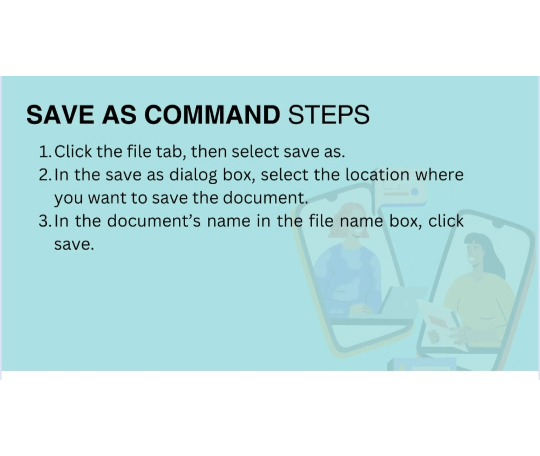 SAVE AS COMMAND STEPS
1. Click the file tab, then select save as.
2. In the save as dialog box, select the location where
you want to save the document.
3. In the document’s name in the file name box, click
save.